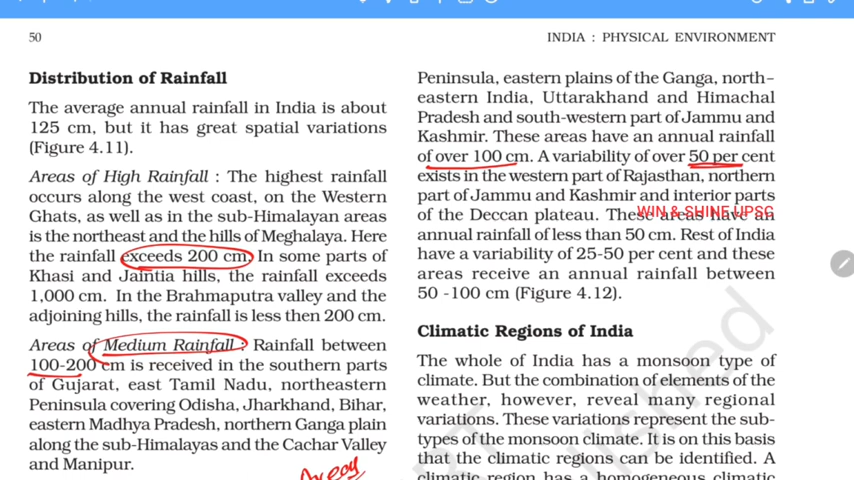 50
INDIA : PHYSICAL ENVIRONMENT
Distribution of Rainfall
The average annual rainfall in India is about
125 cm, but it has great spatial variations
(Figure 4.11).
Areas of High Rainfall : The highest rainfall
occurs along the west coast, on the Western
Ghats, as well as in the sub-Himalayan areas
is the northeast and the hills of Meghalaya. Here
the rainfall exceeds 200 cm. In some parts of
Khasi and Jaintia hills, the rainfall exceeds
1,000 cm. In the Brahmaputra valley and the
adjoining hills, the rainfall is less then 200 cm.
Areas of Medium Rainfall : Rainfall between
100-200 cm is received in the southern parts
of Gujarat, east Tamil Nadu, northeastern
Peninsula covering Odisha, Jharkhand, Bihar,
eastern Madhya Pradesh, northern Ganga plain
along the sub-Himalayas and the Cachar Valley
and Manipur.
Peninsula, eastern plains of the Ganga, north-
eastern India, Uttarakhand and Himachal
Pradesh and south-western part of Jammu and
Kashmir. These areas have an annual rainfall
of over 100 cm. A variability of over 50 per cent
exists in the western part of Rajasthan, northern
part of Jammu and Kashmir and interior parts
of the Deccan plateau. These areas have an
WIN & SHINE UPSC
annual rainfall of less than 50 cm. Rest of India
have a variability of 25-50 per cent and these
areas receive an annual rainfall between
50 -100 cm (Figure 4.12).
Climatic Regions of India
The whole of India has a monsoon type of
climate. But the combination of elements of the
weather, however, reveal many regional
variations. These variations represent the sub-
types of the monsoon climate. It is on this basis
that the climatic regions can be identified. A
climatic region has a homogeneous climatic